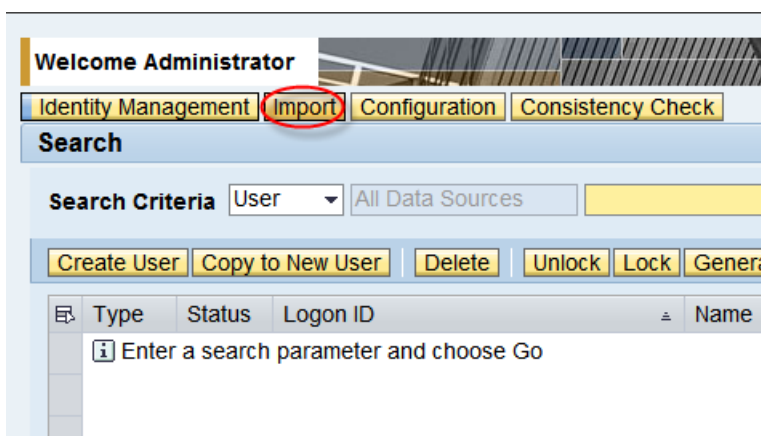 Welcome Administrator
Identity Management Import Configuration Consistency Check
Search
Search Criteria User All Data Sources
Create User Copy to New User Delete Unlock Lock Genera
Type Status Logon ID Name
Enter a search parameter and choose Go